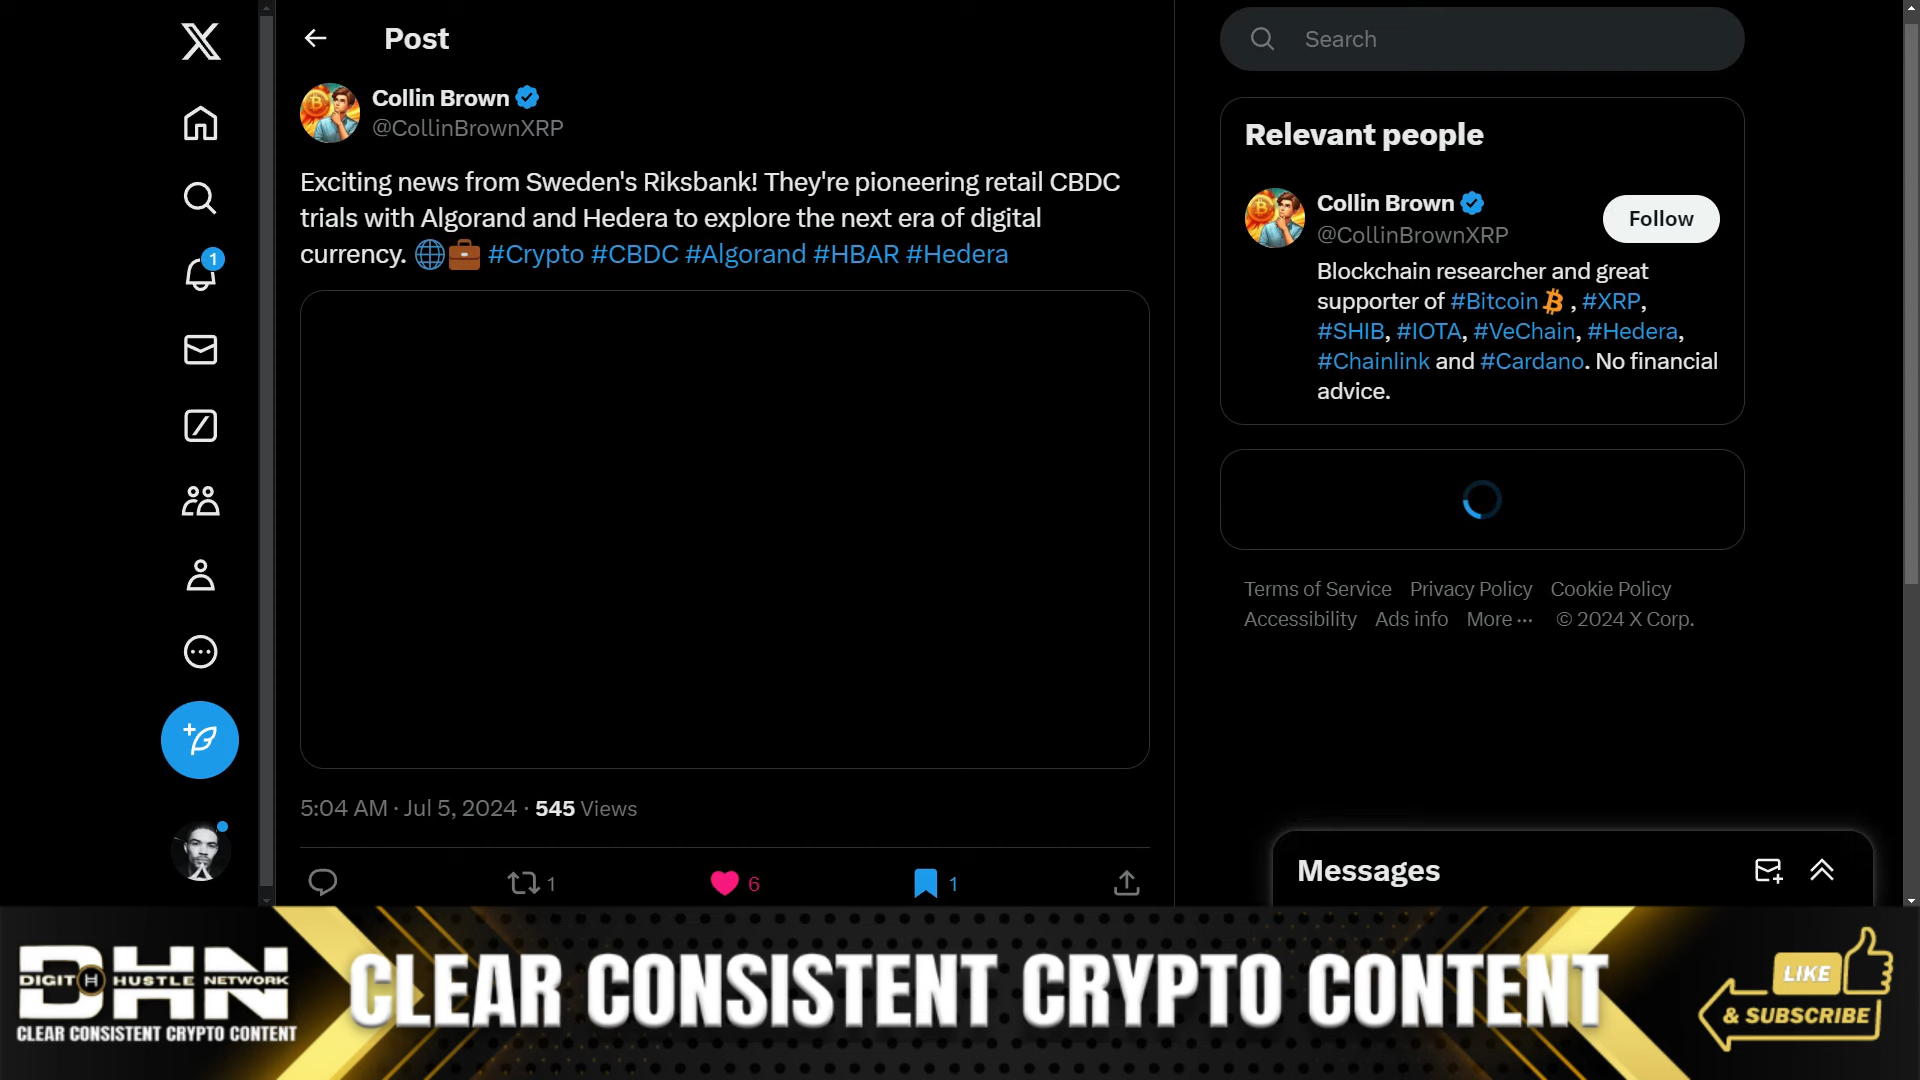 Post
Search
Collin Brown
@CollinBrownXRP
Exciting news from Sweden's Riksbank! They're pioneering retail CBDC
trials with Algorand and Hedera to explore the next era of digital
currency. 🌐💼 #Crypto #CBDC #Algorand #HBAR #Hedera
5:04 AM · Jul 5, 2024 · 545 Views
1
6
1
1
Relevant people
Collin Brown
@CollinBrownXRP
Follow
Blockchain researcher and great
supporter of #Bitcoin , #XRP,
#SHIB, #IOTA, #VeChain, #Hedera,
#Chainlink and #Cardano. No financial
advice.
Terms of Service Privacy Policy Cookie Policy
Accessibility Ads info More ··· © 2024 X Corp.
Messages
DHN
DIGIT H HUSTLE NETWORK
CLEAR CONSISTENT CRYPTO CONTENT
CLEAR CONSISTENT CRYPTO CONTENT
LIKE
& SUBSCRIBE